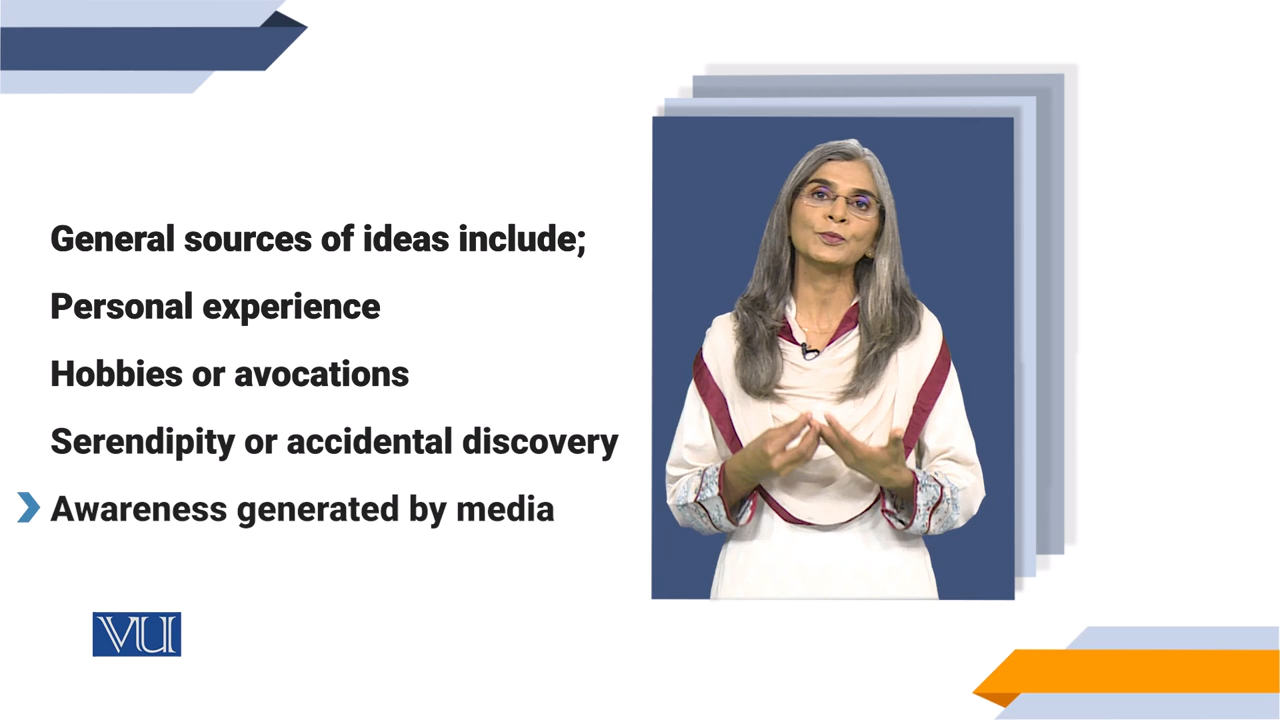 General sources of ideas include;
Personal experience
Hobbies or avocations
Serendipity or accidental discovery
Awareness generated by media
VU